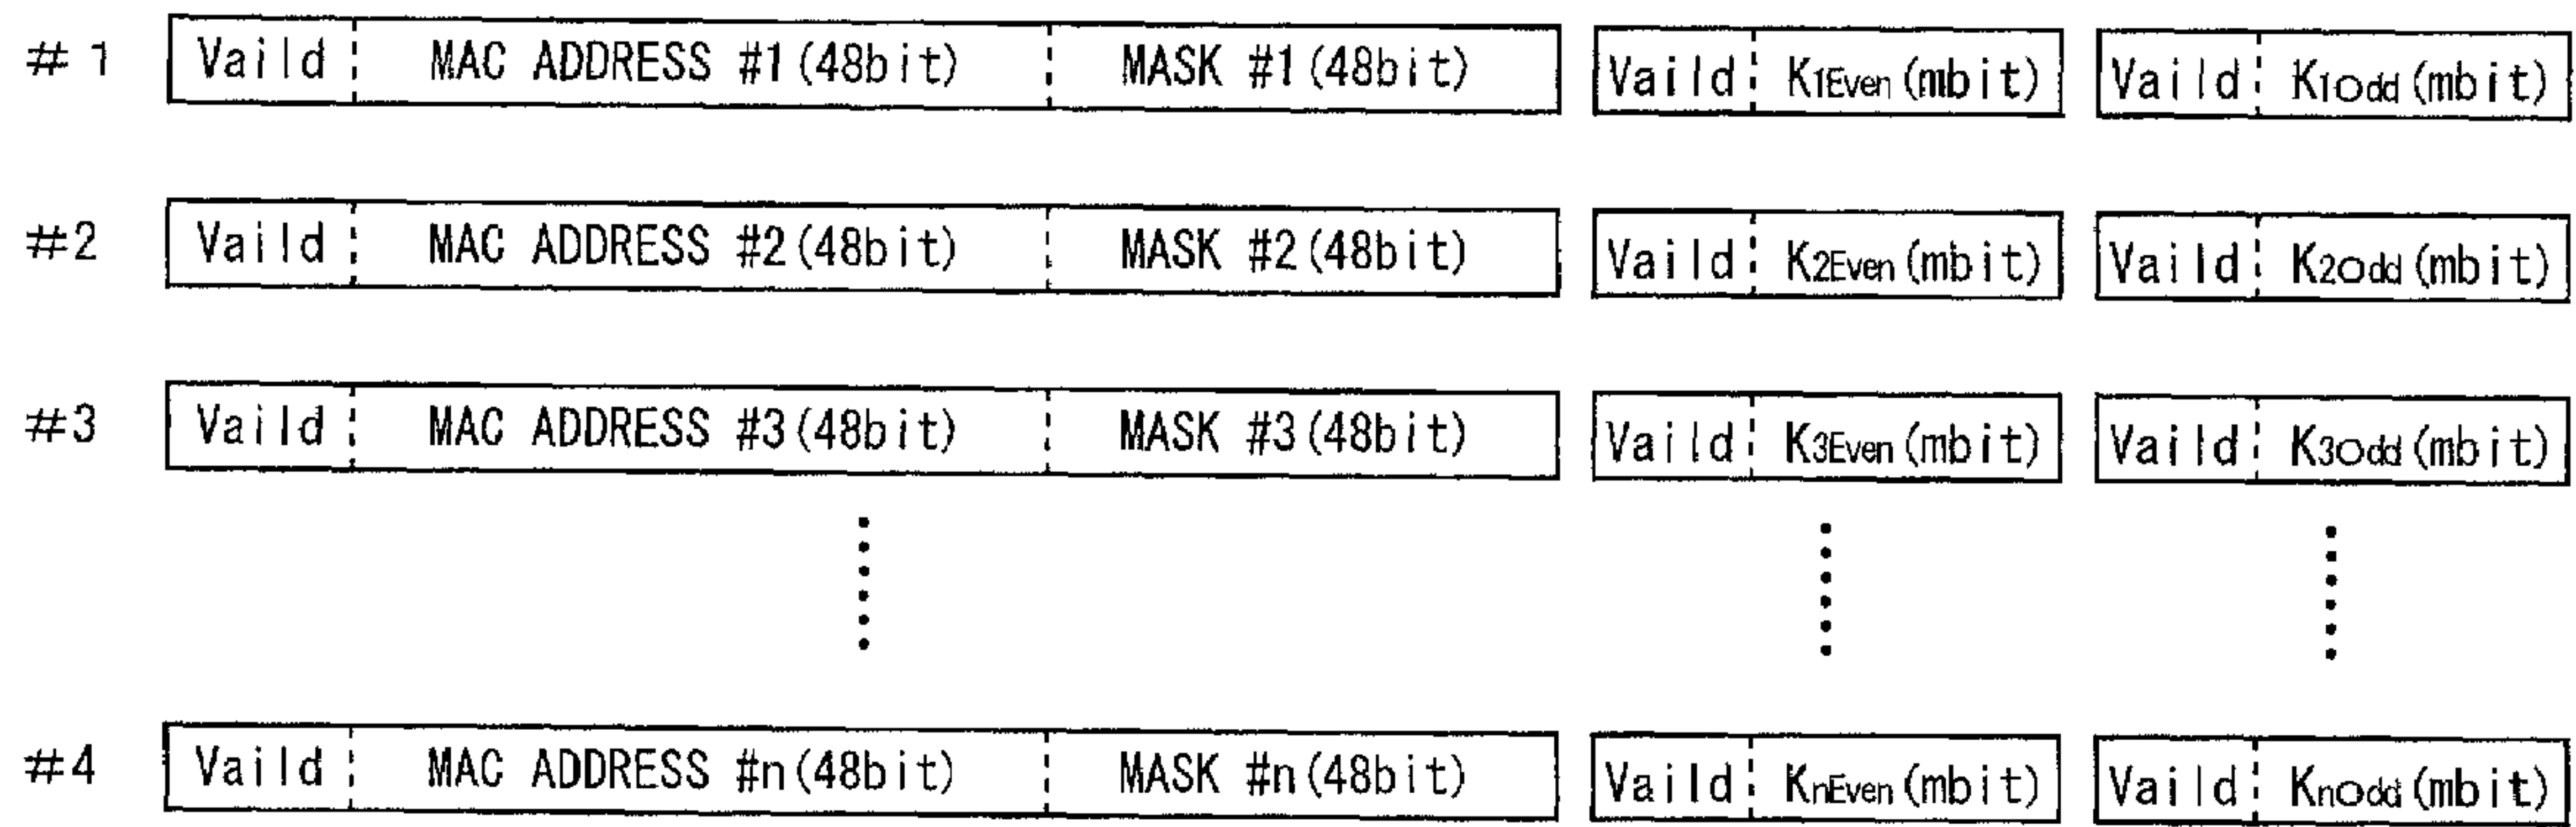 #1 Vaild MAC ADDRESS #1(48bit) MASK #1(48bit) Vaild K1Even(mbit) Vaild K1Odd(mbit)
#2 Vaild MAC ADDRESS #2(48bit) MASK #2(48bit) Vaild K2Even(mbit) Vaild K2Odd(mbit)
#3 Vaild MAC ADDRESS #3(48bit) MASK #3(48bit) Vaild K3Even(mbit) Vaild K3Odd(mbit)
#4 Vaild MAC ADDRESS #n(48bit) MASK #n(48bit) Vaild KnEven(mbit) Vaild KnOdd(mbit)